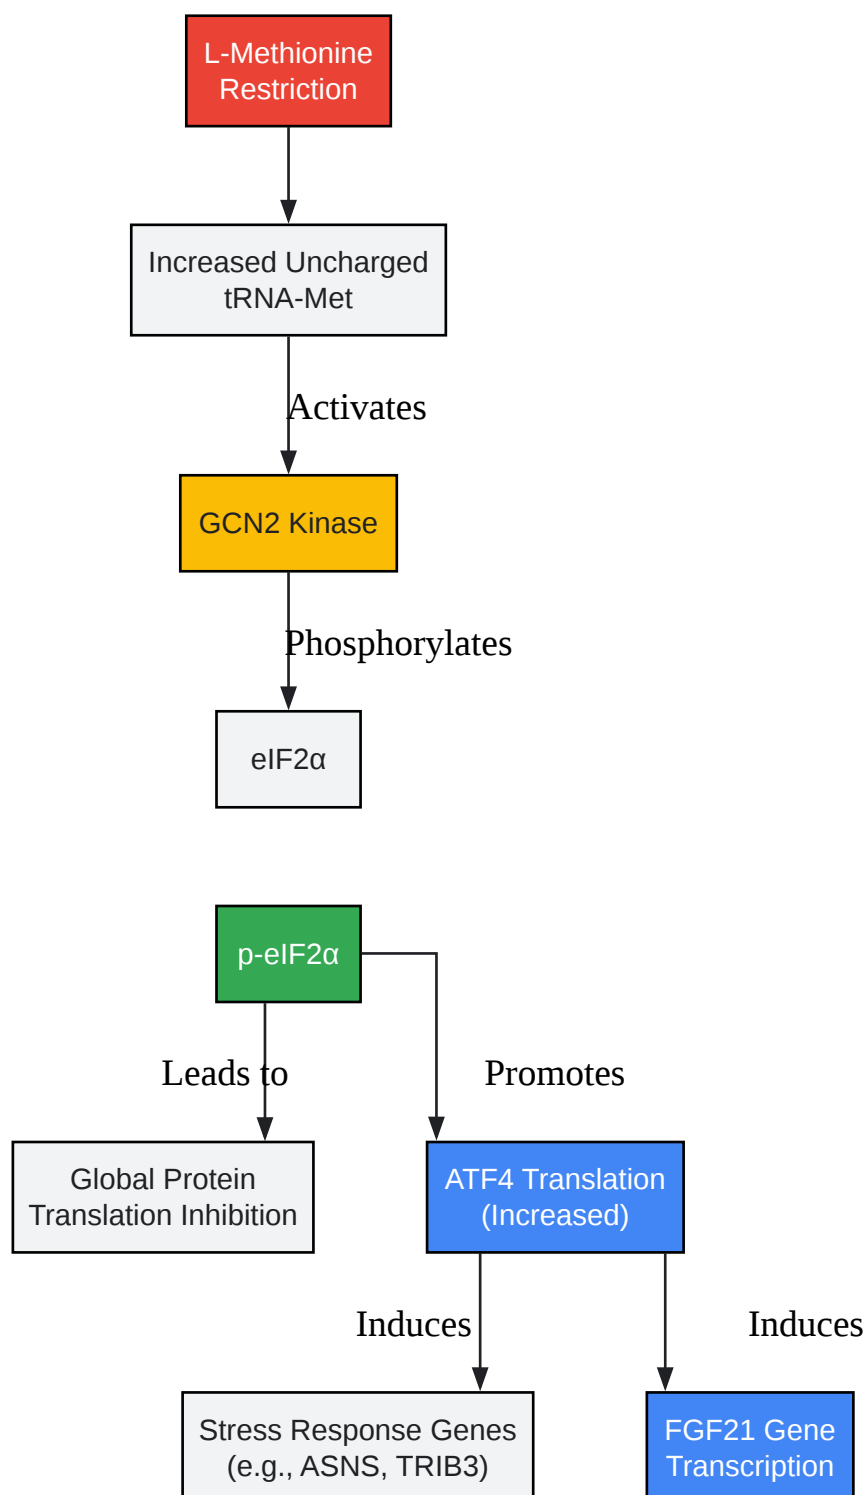 L-Methionine
Restriction
Increased Uncharged
tRNA-Met
Activates
GCN2 Kinase
Phosphorylates
eIF2α
p-eIF2α
Leads to
Promotes
Global Protein
Translation Inhibition
ATF4 Translation
(Increased)
Induces
Induces
Stress Response Genes
(e.g., ASNS, TRIB3)
FGF21 Gene
Transcription